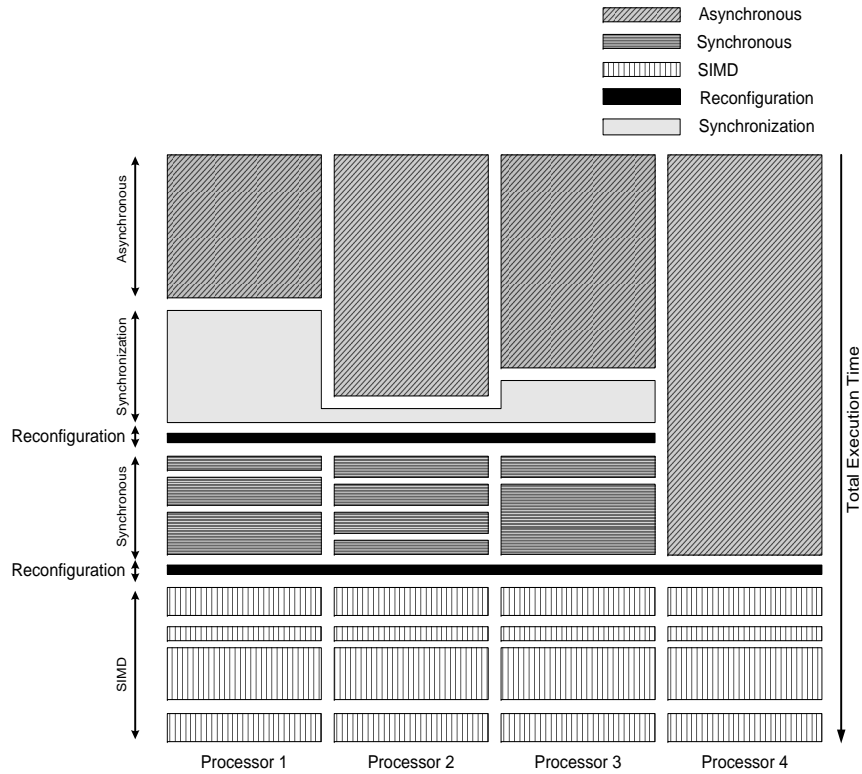 Asynchronous
Synchronous
SIMD
Reconfiguration
Synchronization
Asynchronous
Synchronization
Reconfiguration
Synchronous
Reconfiguration
SIMD
Total Execution Time
Processor 1
Processor 2
Processor 3
Processor 4